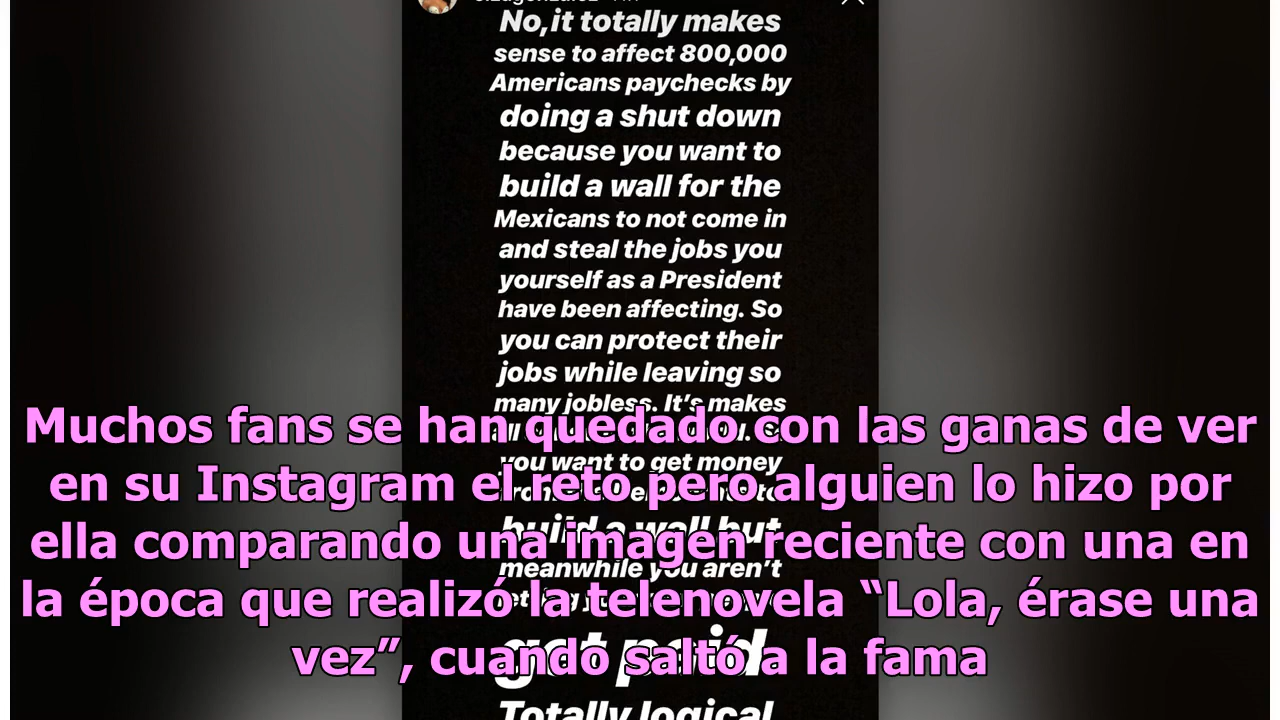 No,it totally makes
sense to affect 800,000
Americans paychecks by
doing a shut down
because you want to
build a wall for the
Mexicans to not come in
and steal the jobs you
yourself as a President
have been affecting. So
you can protect their
jobs while leaving so
many jobless. It's makes
you want to get money
build a wall but
meanwhile you aren't
get paid.
Totally logical
Muchos fans se han quedado con las ganas de ver
en su Instagram el reto pero alguien lo hizo por
ella comparando una imagen reciente con una en
la época que realizó la telenovela “Lola, érase una
vez”, cuando saltó a la fama